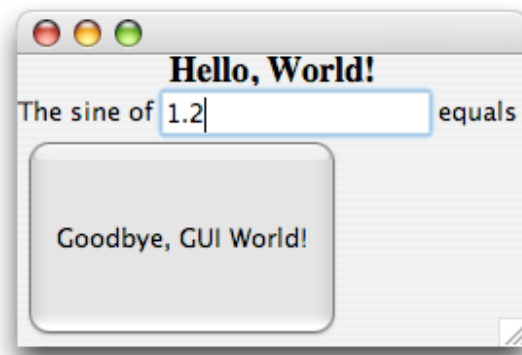 Hello, World!
The sine of 1.2 equals
Goodbye, GUI World!